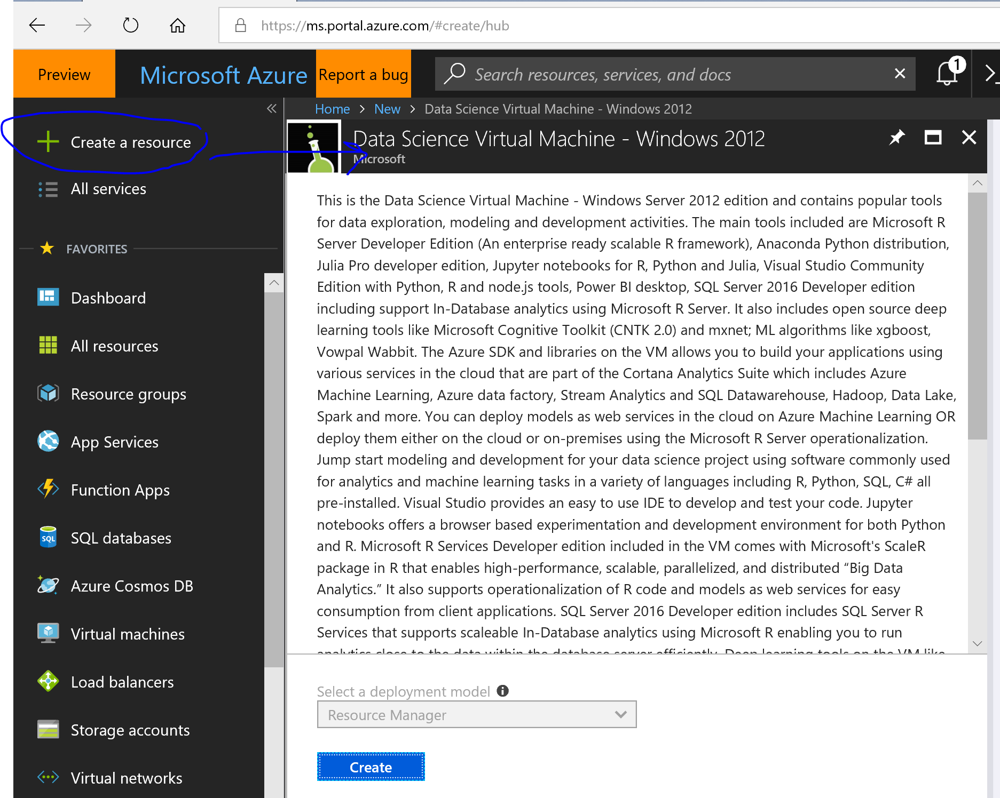 https://ms.portal.azure.com/#create/hub
Preview
Microsoft Azure
Report a bug
Search resources, services, and docs
1
Create a resource
All services
FAVORITES
Dashboard
All resources
Resource groups
App Services
Function Apps
SQL databases
SQL
Azure Cosmos DB
Virtual machines
Load balancers
Storage accounts
Virtual networks
Home > New > Data Science Virtual Machine - Windows 2012
Data Science Virtual Machine - Windows 2012
Microsoft
This is the Data Science Virtual Machine - Windows Server 2012 edition and contains popular tools
for data exploration, modeling and development activities. The main tools included are Microsoft R
Server Developer Edition (An enterprise ready scalable R framework), Anaconda Python distribution,
Julia Pro developer edition, Jupyter notebooks for R, Python and Julia, Visual Studio Community
Edition with Python, R and node.js tools, Power BI desktop, SQL Server 2016 Developer edition
including support In-Database analytics using Microsoft R Server. It also includes open source deep
learning tools like Microsoft Cognitive Toolkit (CNTK 2.0) and mxnet; ML algorithms like xgboost,
Vowpal Wabbit. The Azure SDK and libraries on the VM allows you to build your applications using
various services in the cloud that are part of the Cortana Analytics Suite which includes Azure
Machine Learning, Azure data factory, Stream Analytics and SQL Datawarehouse, Hadoop, Data Lake,
Spark and more. You can deploy models as web services in the cloud on Azure Machine Learning OR
deploy them either on the cloud or on-premises using the Microsoft R Server operationalization.
Jump start modeling and development for your data science project using software commonly used
for analytics and machine learning tasks in a variety of languages including R, Python, SQL, C# all
pre-installed. Visual Studio provides an easy to use IDE to develop and test your code. Jupyter
notebooks offers a browser based experimentation and development environment for both Python
and R. Microsoft R Services Developer edition included in the VM comes with Microsoft's ScaleR
package in R that enables high-performance, scalable, parallelized, and distributed “Big Data
Analytics.” It also supports operationalization of R code and models as web services for easy
consumption from client applications. SQL Server 2016 Developer edition includes SQL Server R
Services that supports scaleable In-Database analytics using Microsoft R enabling you to run
analytics close to the data within the database server efficiently. Deep learning tools on the VM like
Select a deployment model
Resource Manager
Create